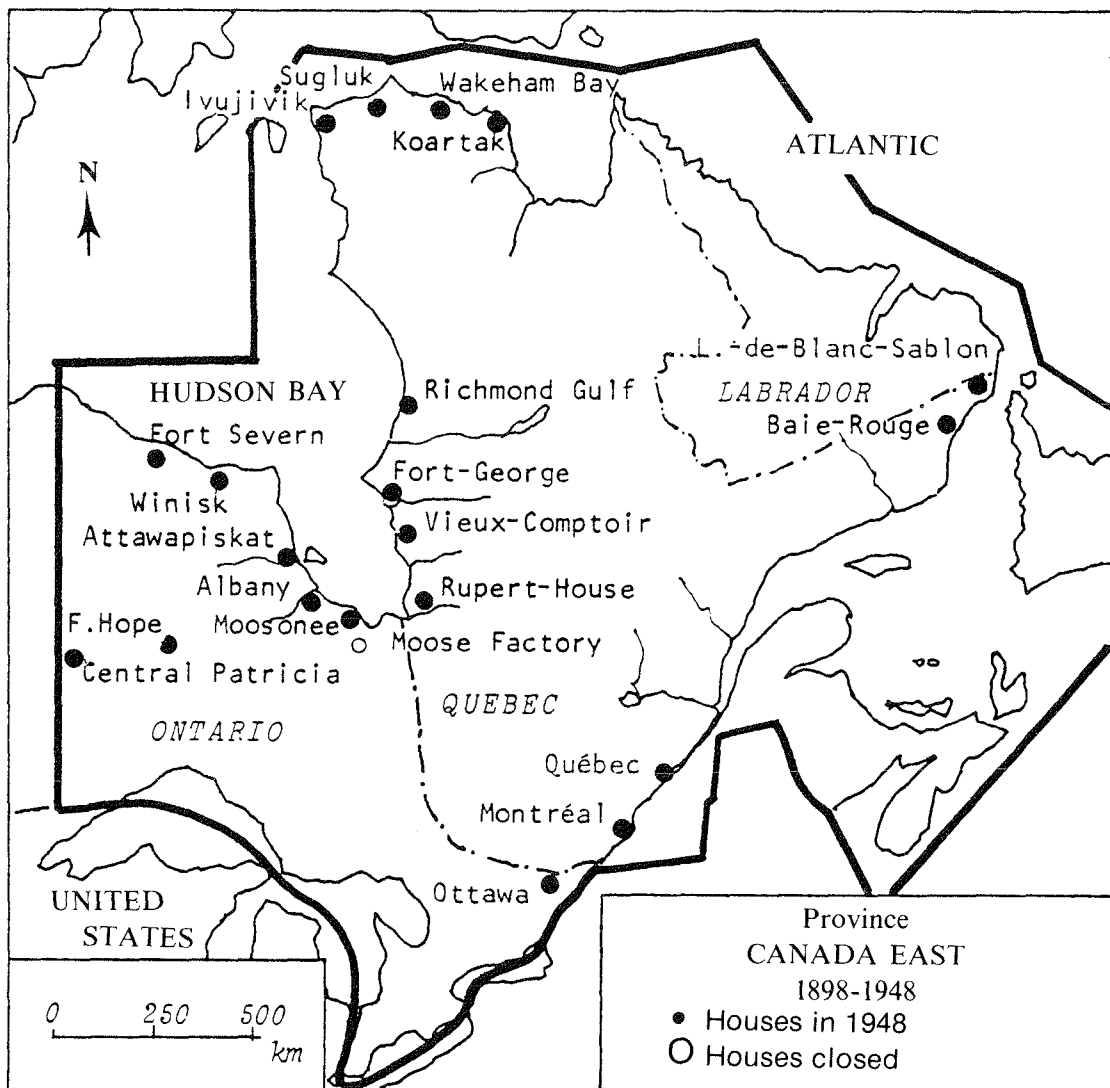 Sugluk
Wakeham Bay
Ivujivik
Koartak
ATLANTIC
N
L.-de-Blanc-Sablon
HUDSON BAY
Richmond Gulf
LABRADOR
Baie-Rouge
Fort Severn
Fort-George
Winisk
Vieux-Comptoir
Attawapiskat
Albany
Rupert-House
F.Hope
Moosonee
Moose Factory
Central Patricia
QUEBEC
ONTARIO
Québec
Montréal
Ottawa
UNITED
STATES
0 250 500
km
Province
CANADA EAST
1898-1948
Houses in 1948
Houses closed